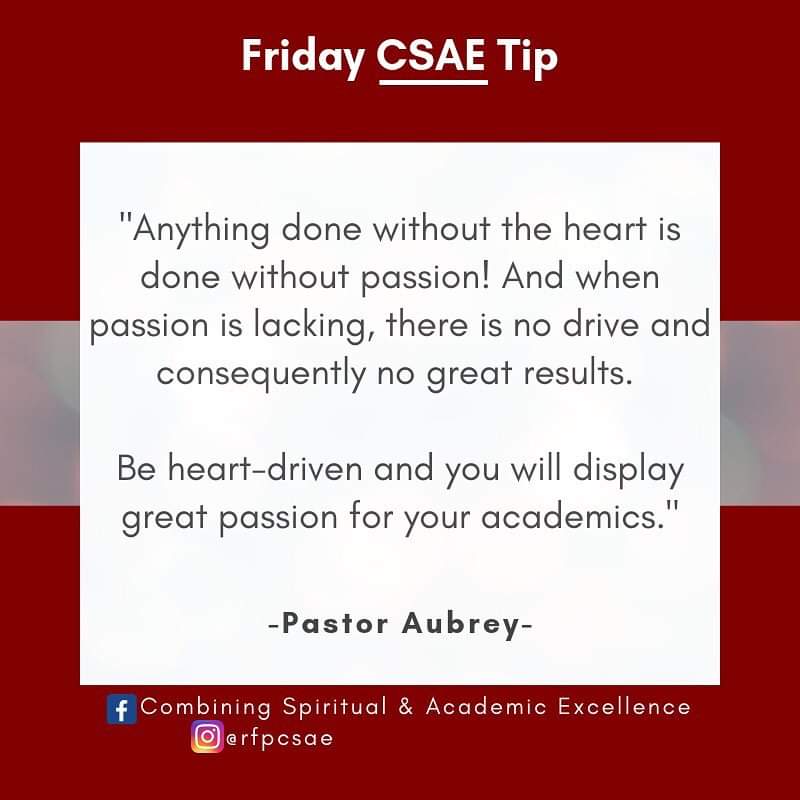 Friday CSAE Tip
"Anything done without the heart is
done without passion! And when
passion is lacking, there is no drive and
consequently no great results.
Be heart-driven and you will display
great passion for your academics."
-Pastor Aubrey-
Combining Spiritual & Academic Excellence
@rfpcsae